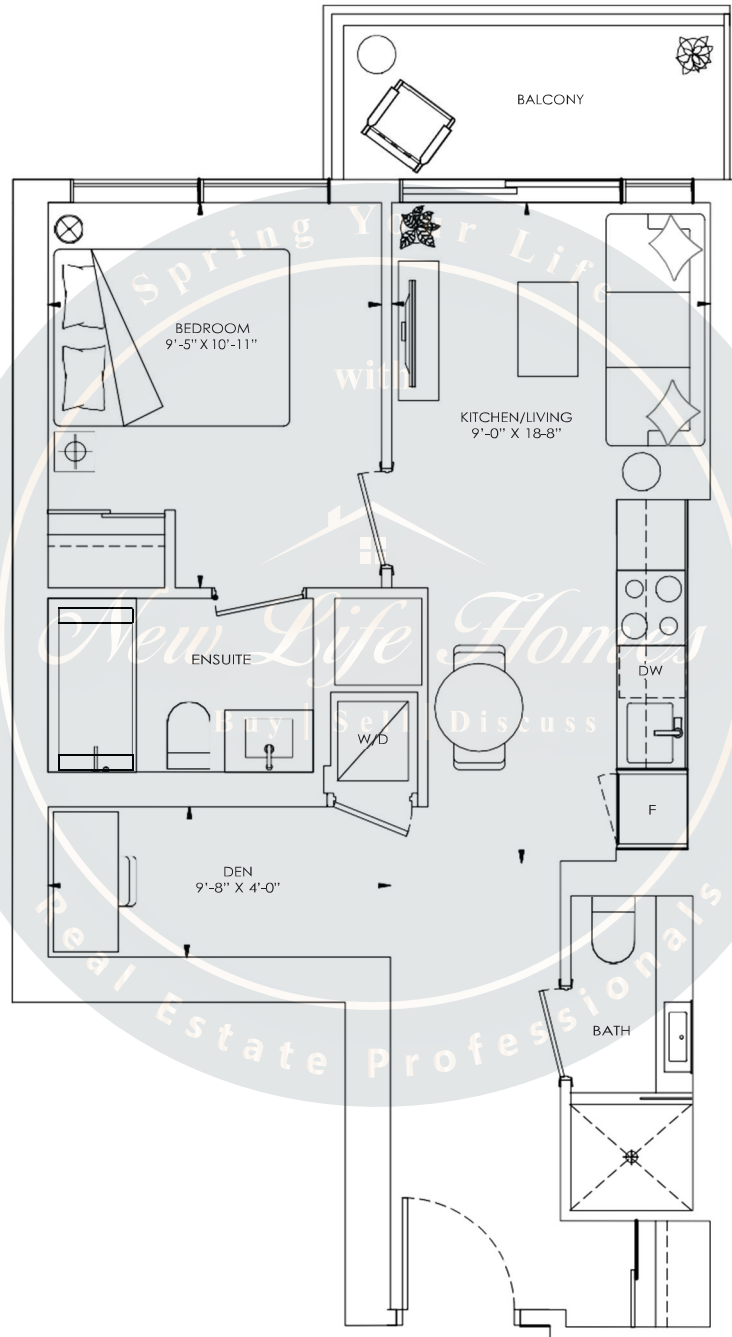 BALCONY
Spring Your Life
BEDROOM
9'-5" X 10'-11"
with
KITCHEN/LIVING
9'-0" X 18-8"
New Life Homes
ENSUITE
DW
Buy | Sell | Discuss
W/D
F
DEN
9'-8" X 4'-0"
Real Estate Professionals
BATH